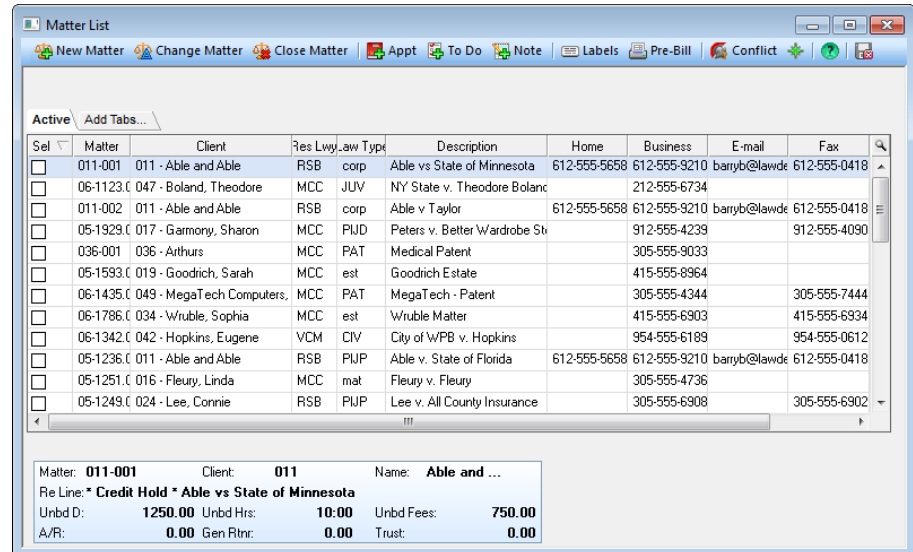 Matter List
New Matter Change Matter Close Matter Appt To Do Note Labels Pre-Bill Conflict ?
Active Add Tabs...
Sel Matter Client Res Lwy Law Type Description Home Business E-mail Fax
011-001 011 - Able and Able RSB corp Able vs State of Minnesota 612-555-5658 612-555-9210 barryb@lawde 612-555-0418
06-1123.0 047 - Boland, Theodore MCC JUV NY State v. Theodore Boland 212-555-6734
011-002 011 - Able and Able RSB corp Able v Taylor 612-555-5658 612-555-9210 barryb@lawde 612-555-0418
05-1929.0 017 - Garmony, Sharon MCC PIJD Peters v. Better Wardrobe Sto 912-555-4239 912-555-4090
036-001 036 - Arthurs MCC PAT Medical Patent 305-555-9033
05-1593.0 019 - Goodrich, Sarah MCC est Goodrich Estate 415-555-8964
06-1435.0 049 - MegaTech Computers, MCC PAT MegaTech - Patent 305-555-4344 305-555-7444
06-1786.0 034 - Wruble, Sophia MCC est Wruble Matter 415-555-6903 415-555-6934
06-1342.0 042 - Hopkins, Eugene VCM CIV City of WPB v. Hopkins 954-555-6189 954-555-0612
05-1236.0 011 - Able and Able RSB PIJP Able v. State of Florida 612-555-5658 612-555-9210 barryb@lawde 612-555-0418
05-1251.0 016 - Fleury, Linda MCC mat Fleury v. Fleury 305-555-4736
05-1249.0 024 - Lee, Connie RSB PIJP Lee v. All County Insurance 305-555-6908 305-555-6902
Matter: 011-001 Client: 011 Name: Able and ...
Re Line: * Credit Hold * Able vs State of Minnesota
Unbd D: 1250.00 Unbd Hrs: 10:00 Unbd Fees: 750.00
A/R: 0.00 Gen Rtnr: 0.00 Trust: 0.00